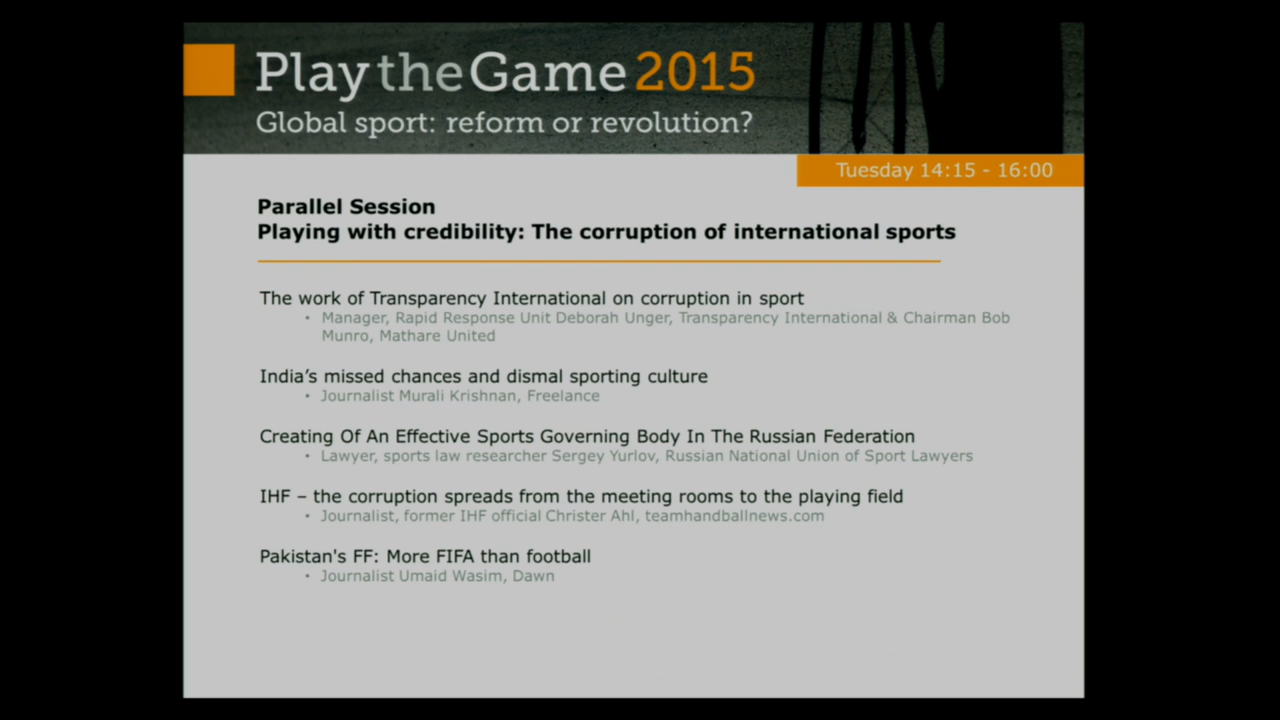 Play the Game 2015
Global sport: reform or revolution?
Tuesday 14:15 - 16:00
Parallel Session
Playing with credibility: The corruption of international sports
The work of Transparency International on corruption in sport
• Manager, Rapid Response Unit Deborah Unger, Transparency International & Chairman Bob
Munro, Mathare United
India’s missed chances and dismal sporting culture
• Journalist Murali Krishnan, Freelance
Creating Of An Effective Sports Governing Body In The Russian Federation
• Lawyer, sports law researcher Sergey Yurlov, Russian National Union of Sport Lawyers
IHF – the corruption spreads from the meeting rooms to the playing field
• Journalist, former IHF official Christer Ahl, teamhandballnews.com
Pakistan's FF: More FIFA than football
• Journalist Umaid Wasim, Dawn